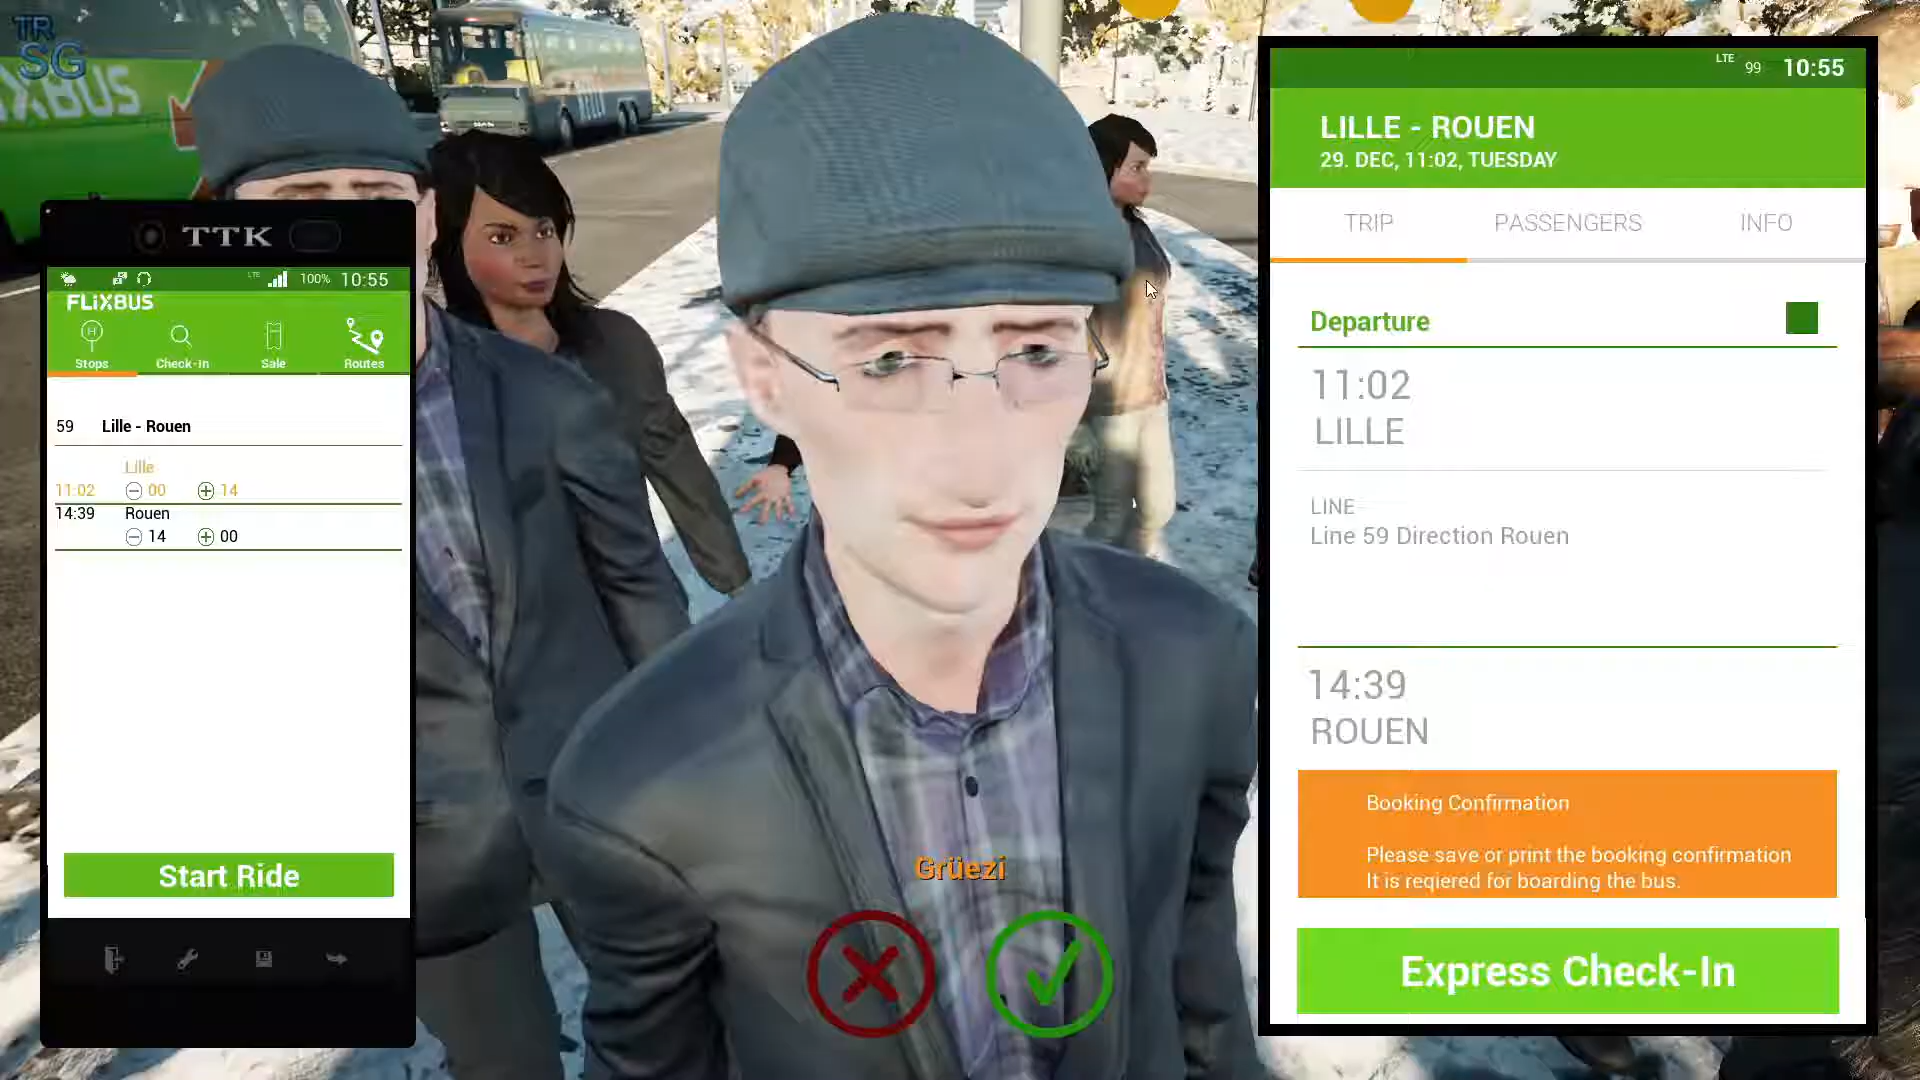 TR
SG
IXBUS
TTK
LTE 100% 10:55
FLiXBUS
Stops Check-In Sale Routes
59 Lille - Rouen
Lille
11:02 00 14
14:39 Rouen
14 00
Start Ride
Grüezi
LTE 99 10:55
LILLE - ROUEN
29. DEC, 11:02, TUESDAY
TRIP PASSENGERS INFO
Departure
11:02
LILLE
LINE
Line 59 Direction Rouen
14:39
ROUEN
Booking Confirmation
Please save or print the booking confirmation
It is reqiered for boarding the bus.
Express Check-In